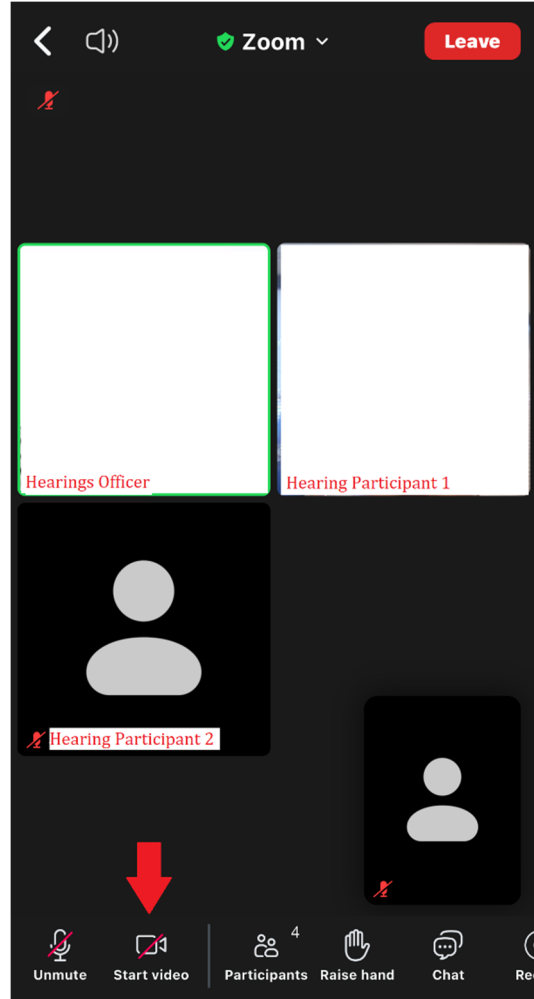 Zoom
Leave
Hearings Officer
Hearing Participant 1
Hearing Participant 2
4
Unmute
Start video
Participants
Raise hand
Chat